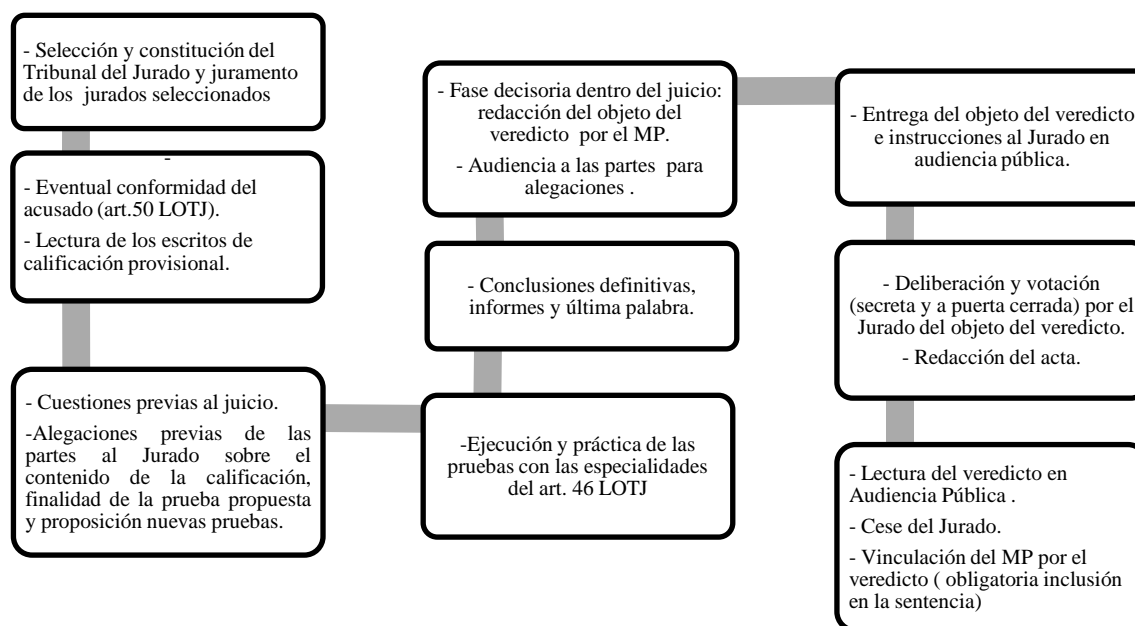 - Selección y constitución del
Tribunal del Jurado y juramento
de los jurados seleccionados
-
- Eventual conformidad del
acusado (art.50 LOTJ).
- Lectura de los escritos de
calificación provisional.
- Cuestiones previas al juicio.
-Alegaciones previas de las
partes al Jurado sobre el
contenido de la calificación,
finalidad de la prueba propuesta
y proposición nuevas pruebas.
-Ejecución y práctica de las
pruebas con las especialidades
del art. 46 LOTJ
- Conclusiones definitivas,
informes y última palabra.
- Fase decisoria dentro del juicio:
redacción del objeto del
veredicto por el MP.
- Audiencia a las partes para
alegaciones .
- Entrega del objeto del veredicto
e instrucciones al Jurado en
audiencia pública.
- Deliberación y votación
(secreta y a puerta cerrada) por el
Jurado del objeto del veredicto.
- Redacción del acta.
- Lectura del veredicto en
Audiencia Pública .
- Cese del Jurado.
- Vinculación del MP por el
veredicto ( obligatoria inclusión
en la sentencia)